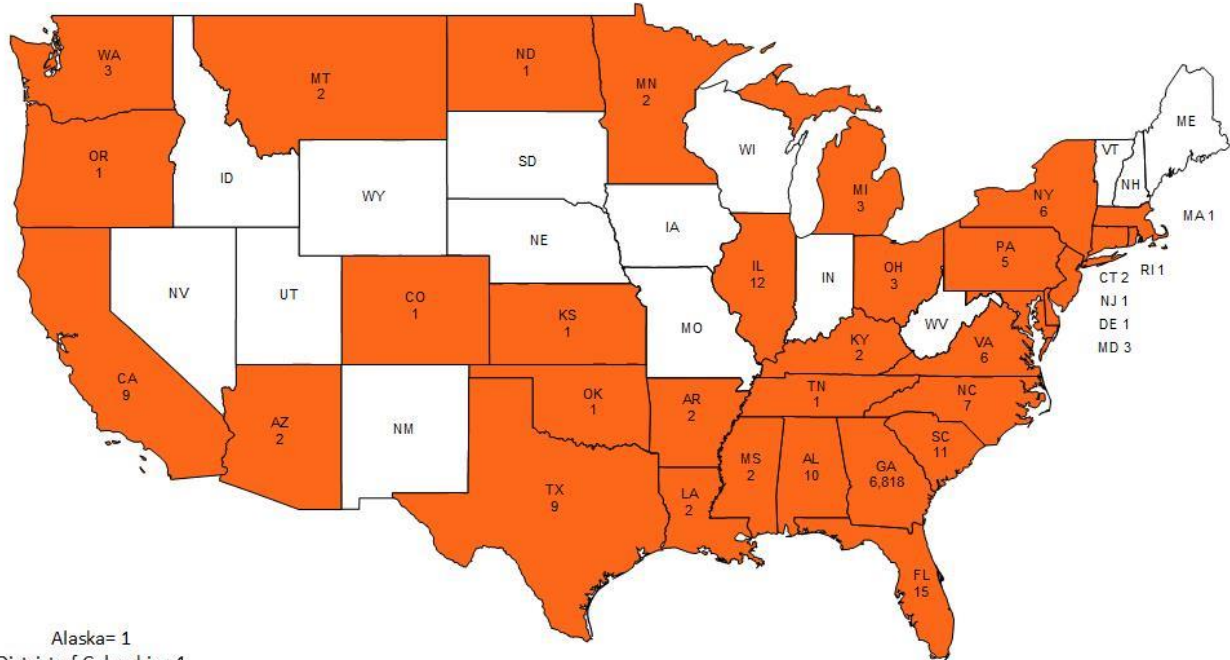 WA
3
MT
2
ND
1
MN
2
OR
1
ID
WY
SD
WI
MI
3
NY
6
VT
NH
ME
MA 1
RI 1
CT 2
NJ 1
DE 1
MD 3
NE
IA
PA
5
NV
UT
CO
1
KS
1
MO
IL
12
IN
OH
3
WV
KY
2
VA
6
CA
9
AZ
2
NM
OK
1
AR
2
TN
1
NC
7
SC
11
MS
2
AL
10
GA
6,818
TX
9
LA
2
FL
15
Alaska= 1